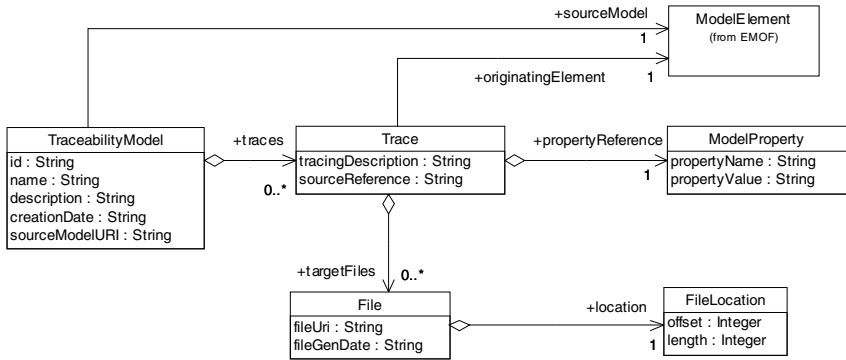 +sourceModel
1
ModelElement
(from EMOF)
+originatingElement
1
TraceabilityModel
id : String
name : String
description : String
creationDate : String
sourceModelURI : String
+traces
0..*
Trace
tracingDescription : String
sourceReference : String
+propertyReference
1
ModelProperty
propertyName : String
propertyValue : String
+targetFiles
0..*
File
fileUri : String
fileGenDate : String
+location
1
FileLocation
offset : Integer
length : Integer